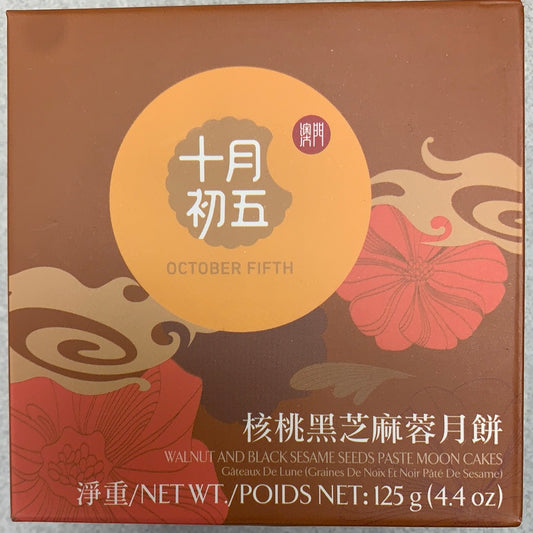 澳門
十月
初五
OCTOBER FIFTH
核桃黑芝麻蓉月餅
WALNUT AND BLACK SESAME SEEDS PASTE MOON CAKES
Gâteaux De Lune (Graines De Noix Et Noir Pâté De Sesame)
淨重/NET WT./POIDS NET: 125 g (4.4 oz)